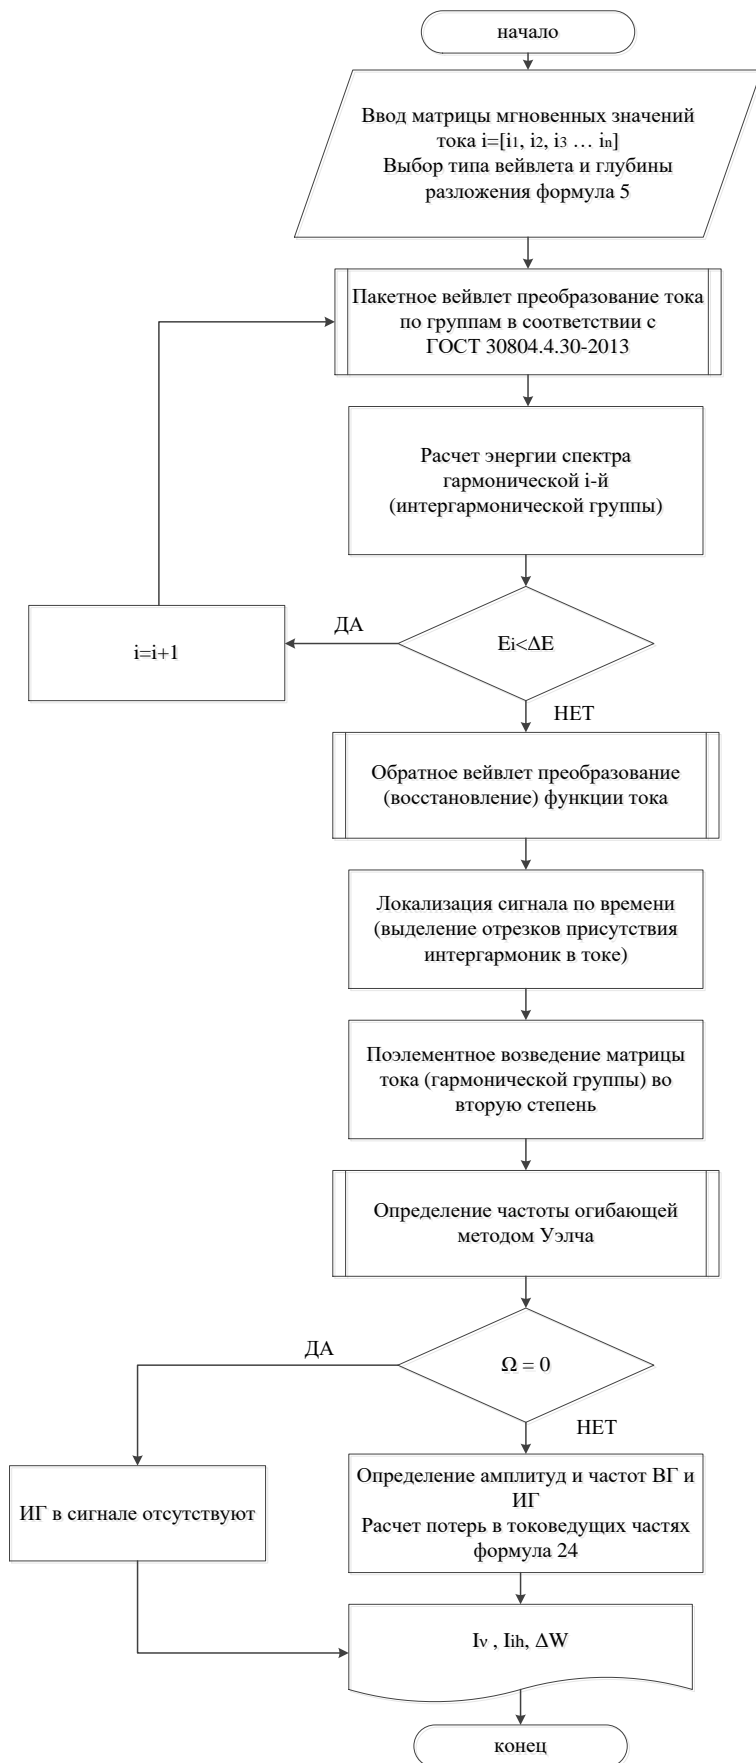 начало
Ввод матрицы мгновенных значений
тока i=[i1, i2, i3 … in]
Выбор типа вейвлета и глубины
разложения формула 5
Пакетное вейвлет преобразование тока
по группам в соответствии с
ГОСТ 30804.4.30-2013
Расчет энергии спектра
гармонической i-й
(интергармонической группы)
Ei<ΔE
ДА
i=i+1
НЕТ
Обратное вейвлет преобразование
(восстановление) функции тока
Локализация сигнала по времени
(выделение отрезков присутствия
интергармоник в токе)
Поэлементное возведение матрицы
тока (гармонической группы) во
вторую степень
Определение частоты огибающей
методом Уэлча
Ω = 0
ДА
НЕТ
ИГ в сигнале отсутствуют
Определение амплитуд и частот ВГ и
ИГ
Расчет потерь в токоведущих частях
формула 24
Iν , Iih, ΔW
конец